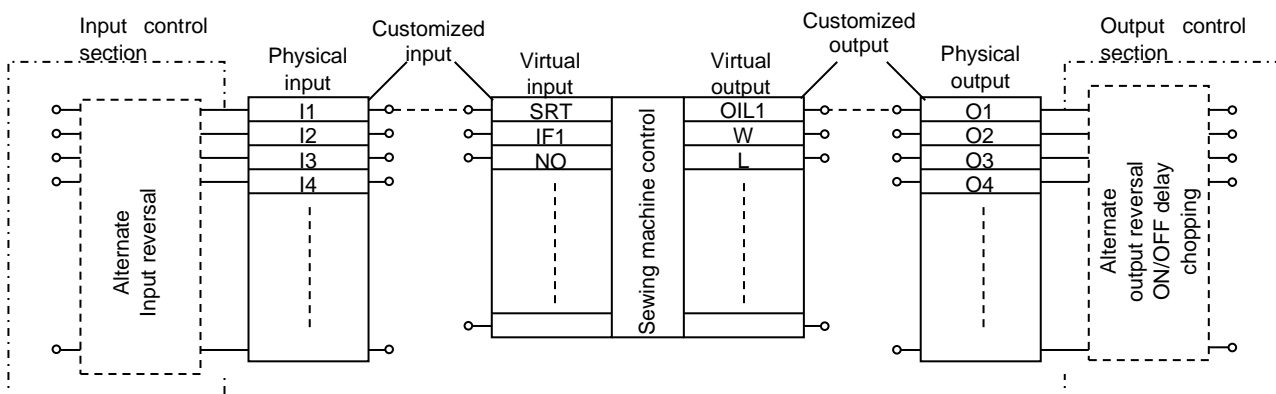 Input control
section
Physical
input
Customized
input
Virtual
input
Virtual
output
Customized
output
Physical
output
Output control
section
I1
I2
I3
I4
SRT
IF1
NO
OIL1
W
L
O1
O2
O3
O4
Alternate
Input reversal
Sewing machine control
Alternate
output reversal
ON/OFF delay
chopping